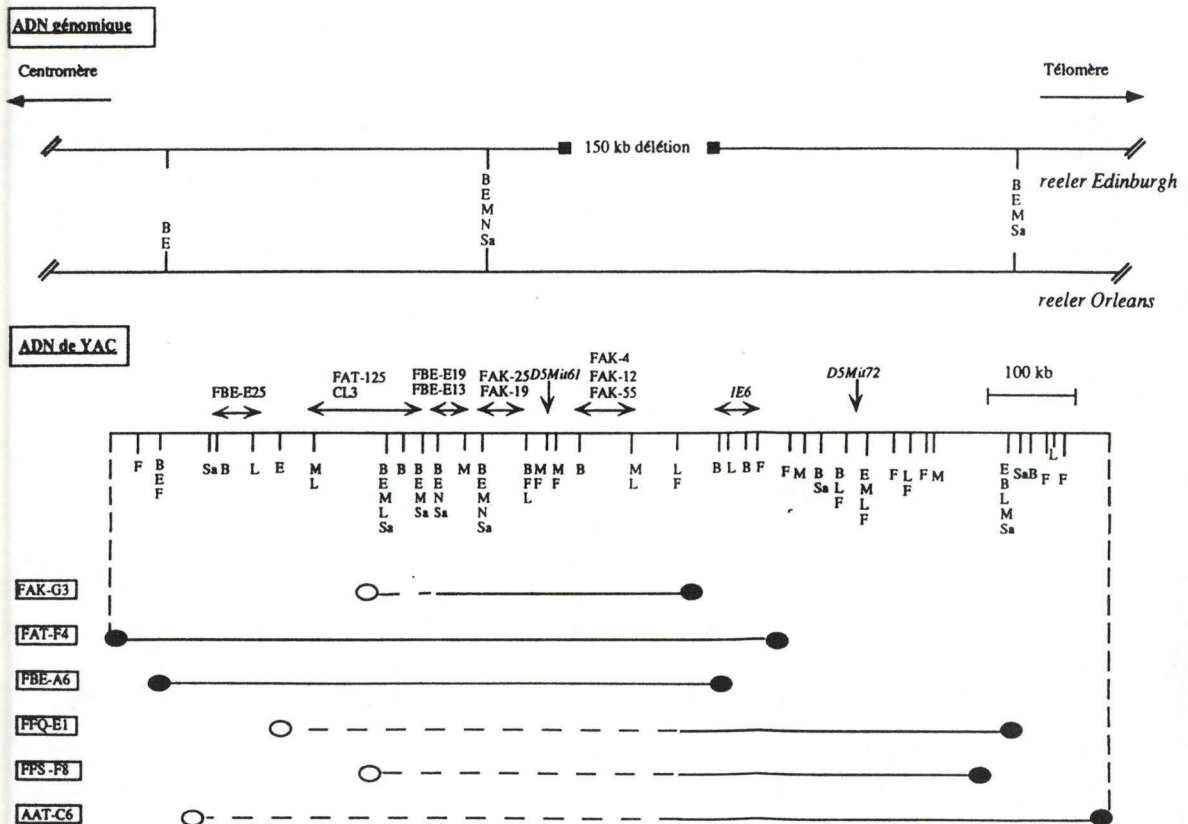 ADN génomique
Centromère
Télomère
150 kb délétion
reeler Edinburgh
B
E
B
E
M
N
Sa
B
E
M
Sa
reeler Orleans
ADN de YAC
FBE-E25
FAT-125
CL3
FBE-E19
FBE-E13
FAK-25
FAK-19
D5Mit61
FAK-4
FAK-12
FAK-55
IE6
D5Mit72
100 kb
F
B
E
F
Sa B
L
E
M
L
B
E
M
L
Sa
B
B
E
M
Sa
B
E
N
Sa
M
B
E
M
N
Sa
B
F
L
M
F
M
F
B
M
L
L
F
B L B F
F M
B
Sa
B
L
F
E
M
L
F
F
L
F
F M
E
B
L
M
Sa
Sa B
F
L
F
FAK-G3
FAT-F4
FBE-A6
FFQ-E1
FPS-F8
AAT-C6